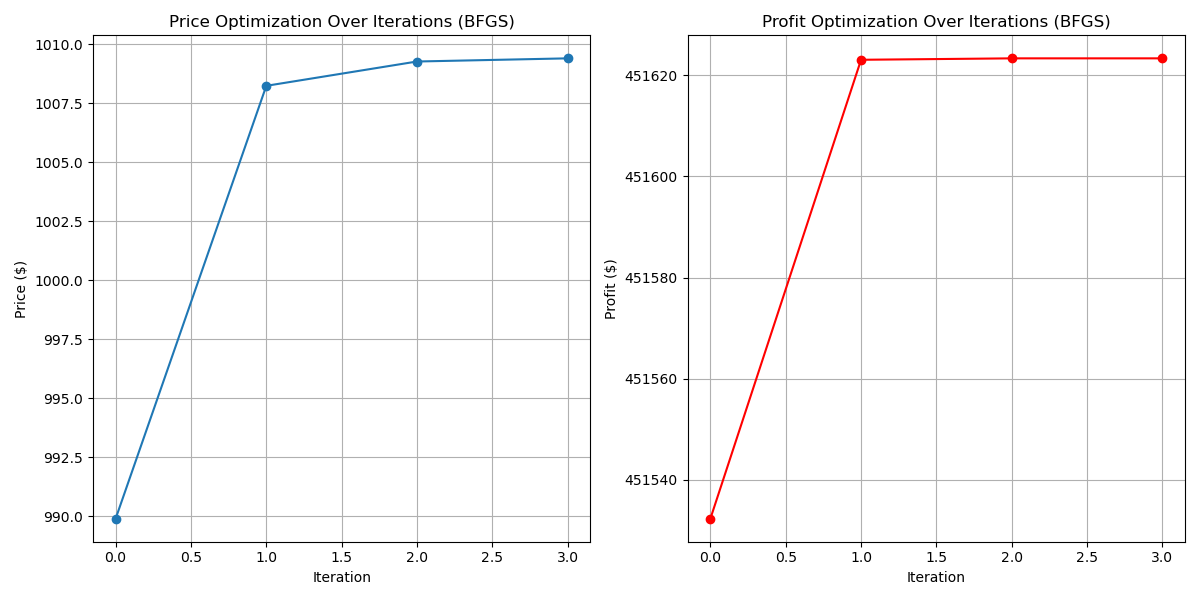 Price Optimization Over Iterations (BFGS)
1010.0
1007.5
1005.0
1002.5
1000.0
997.5
995.0
992.5
990.0
Price ($)
0.0 0.5 1.0 1.5 2.0 2.5 3.0
Iteration
Profit Optimization Over Iterations (BFGS)
451620
451600
451580
451560
451540
Profit ($)
0.0 0.5 1.0 1.5 2.0 2.5 3.0
Iteration